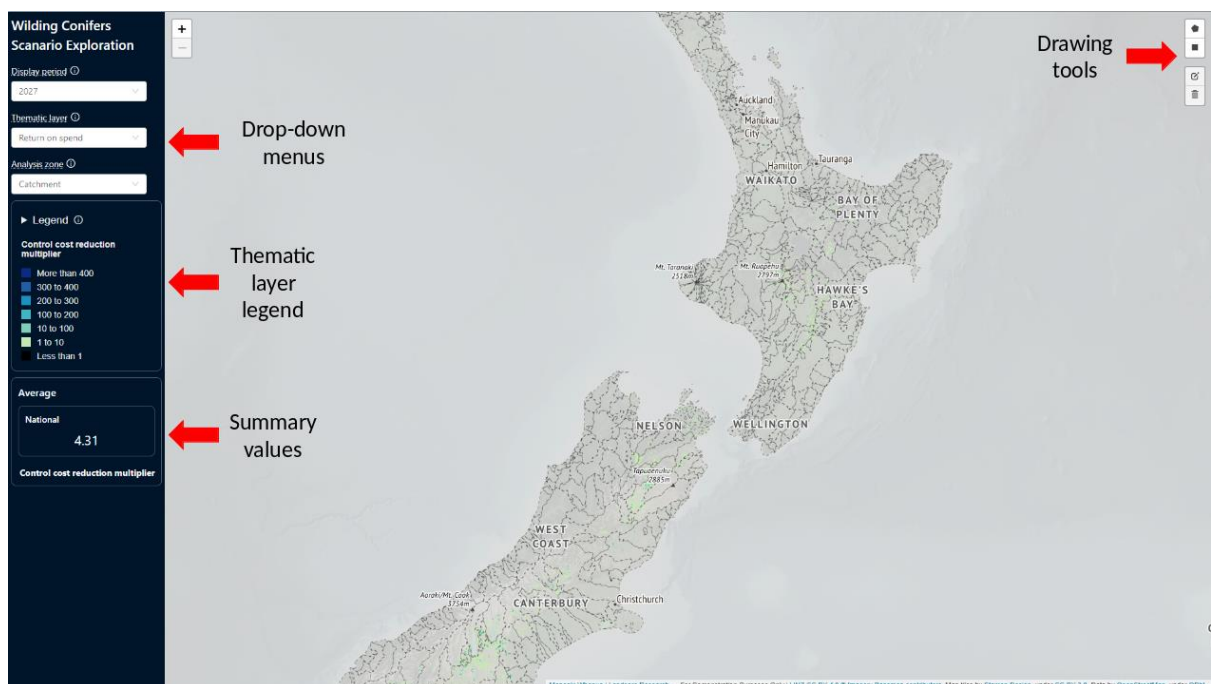 Wilding Conifers
Scanario Exploration
Display period
2027
Thematic layer
Return on spend
Analysis zone
Catchment
Legend
Control cost reduction
multiplier
More than 400
300 to 400
200 to 300
100 to 200
10 to 100
1 to 10
Less than 1
Average
National
4.31
Control cost reduction multiplier
+
−
Drop-down
menus
Thematic
layer
legend
Summary
values
Drawing
tools
Auckland
Manukau
City
Hamilton
Tauranga
WAIKATO
BAY OF
PLENTY
Mt. Taranaki
2518m
Mt. Ruapehu
2797m
HAWKE'S
BAY
NELSON
WELLINGTON
Tapuaenuku
2885m
WEST
COAST
Aoraki/Mt. Cook
3754m
CANTERBURY
Christchurch